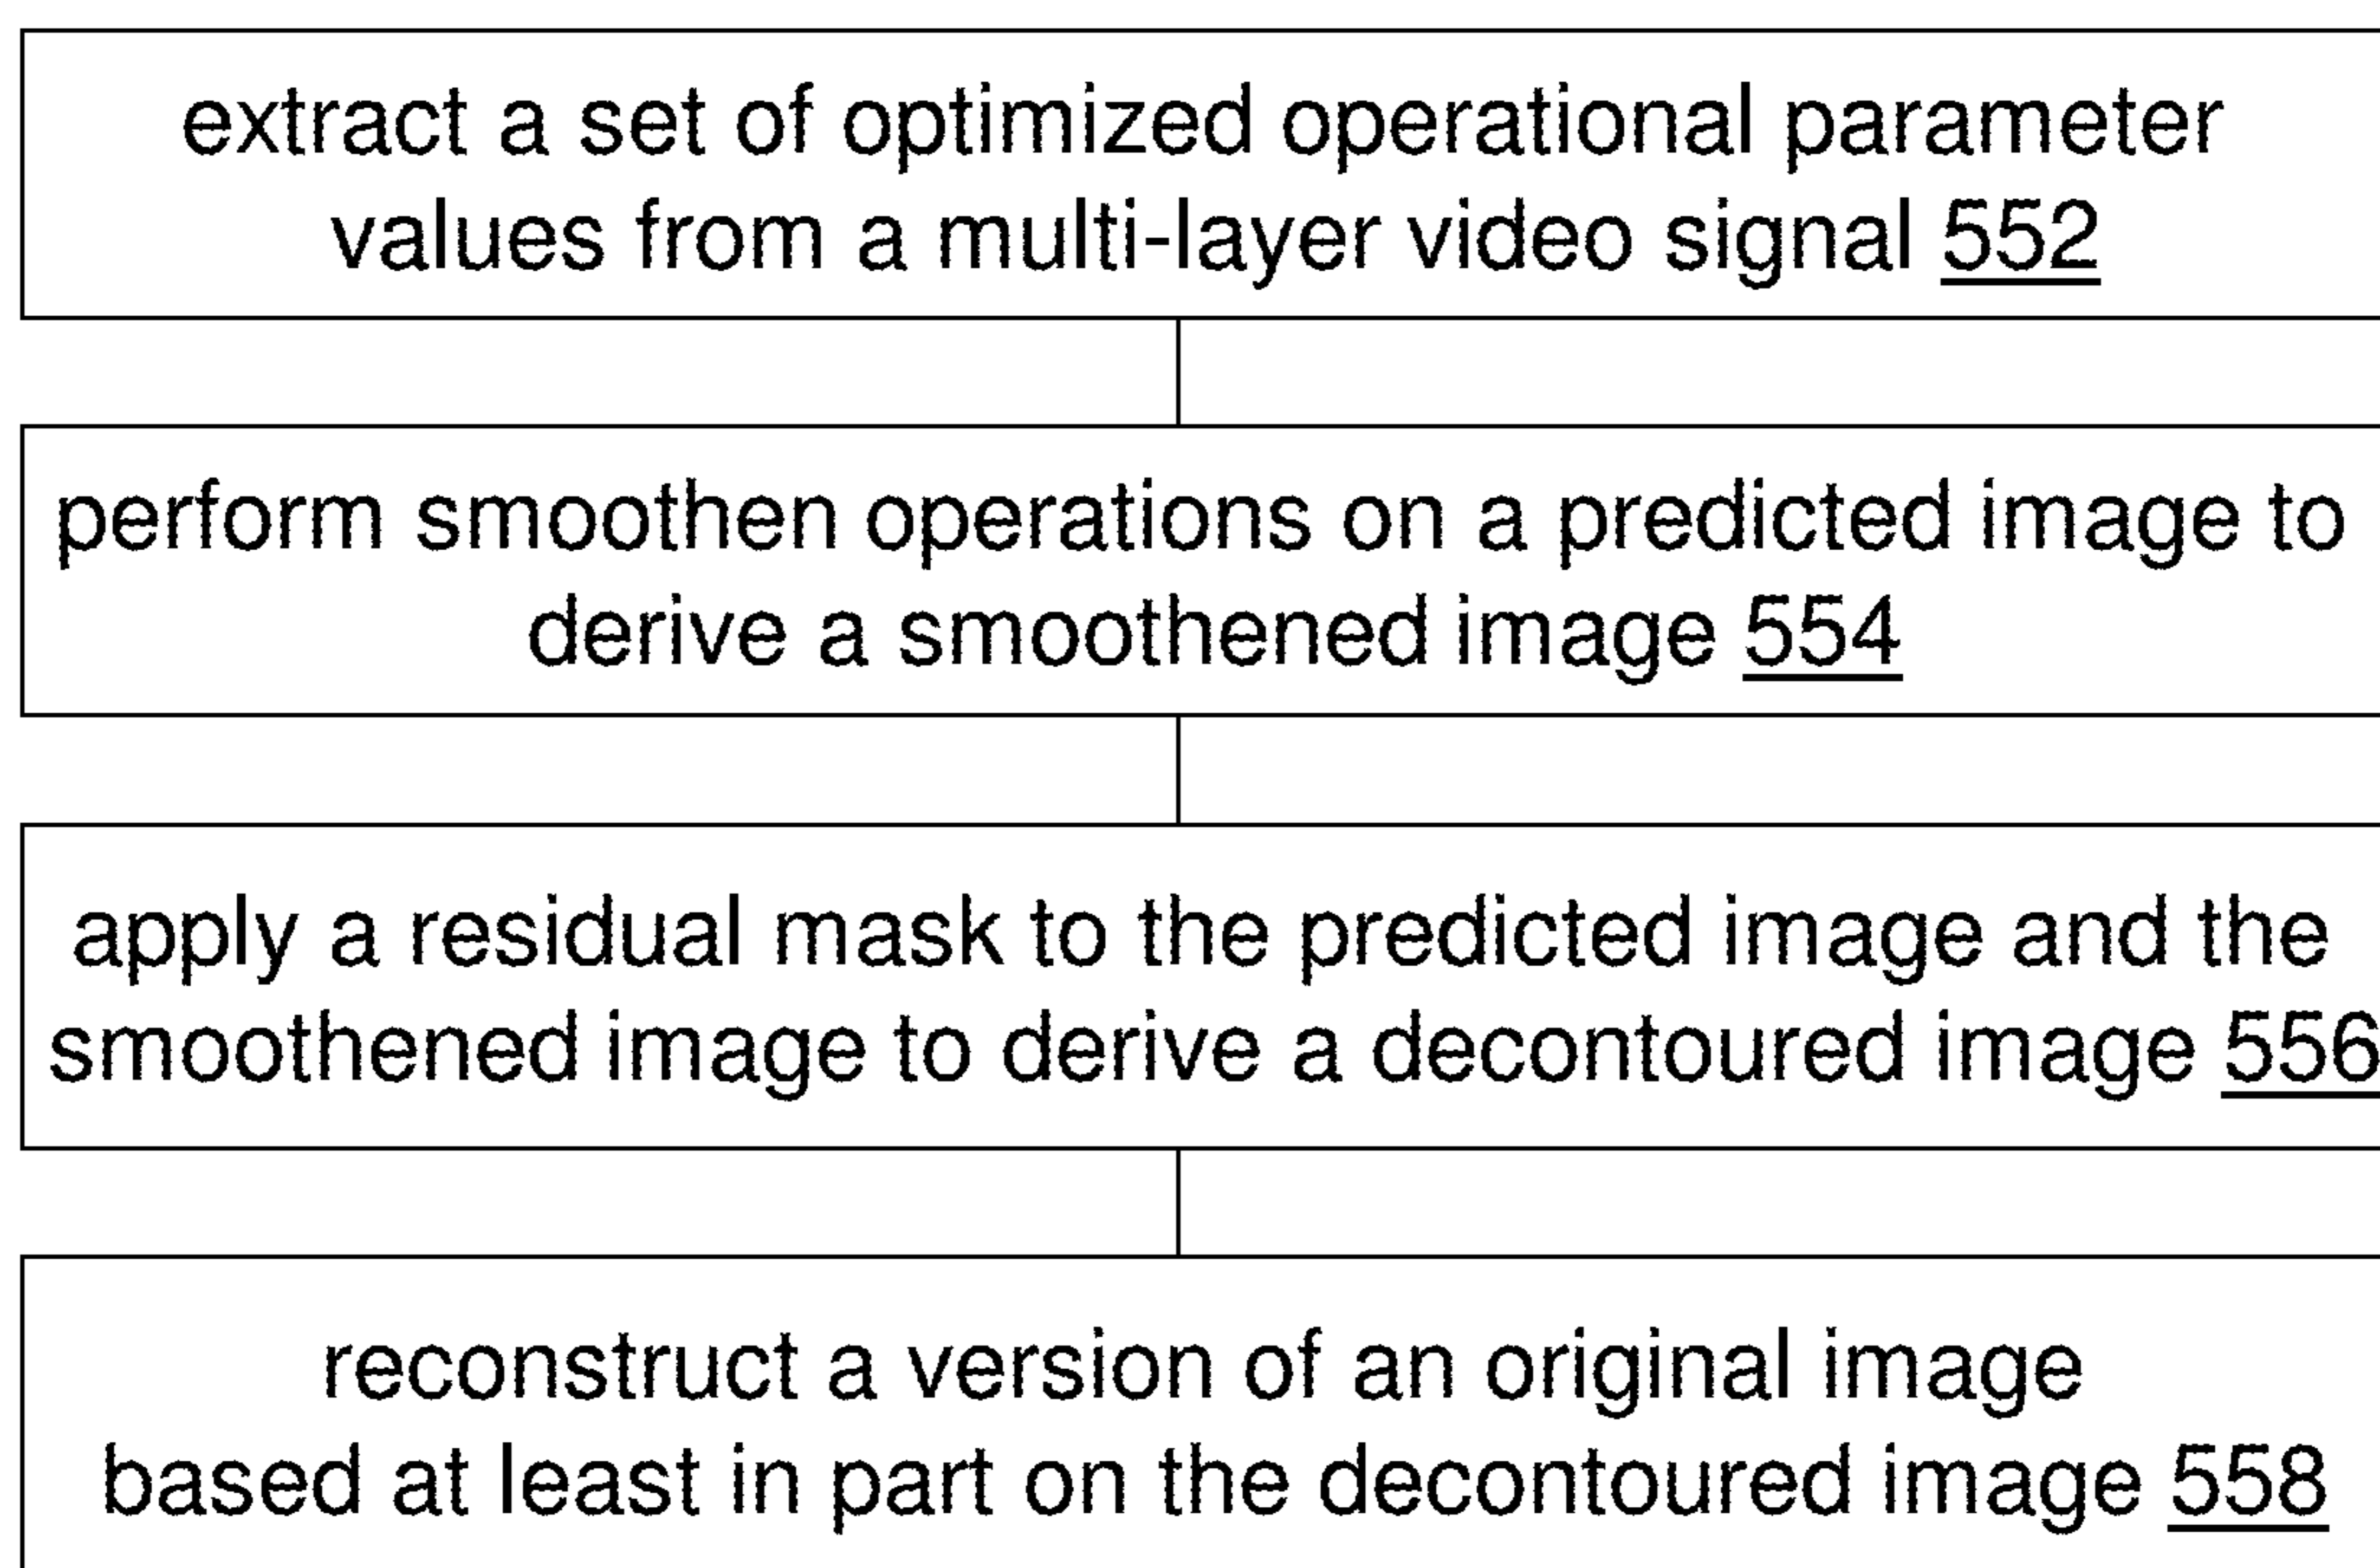 extract a set of optimized operational parameter
values from a multi-layer video signal 552
perform smoothen operations on a predicted image to
derive a smoothened image 554
apply a residual mask to the predicted image and the
smoothened image to derive a decontoured image 556
reconstruct a version of an original image
based at least in part on the decontoured image 558